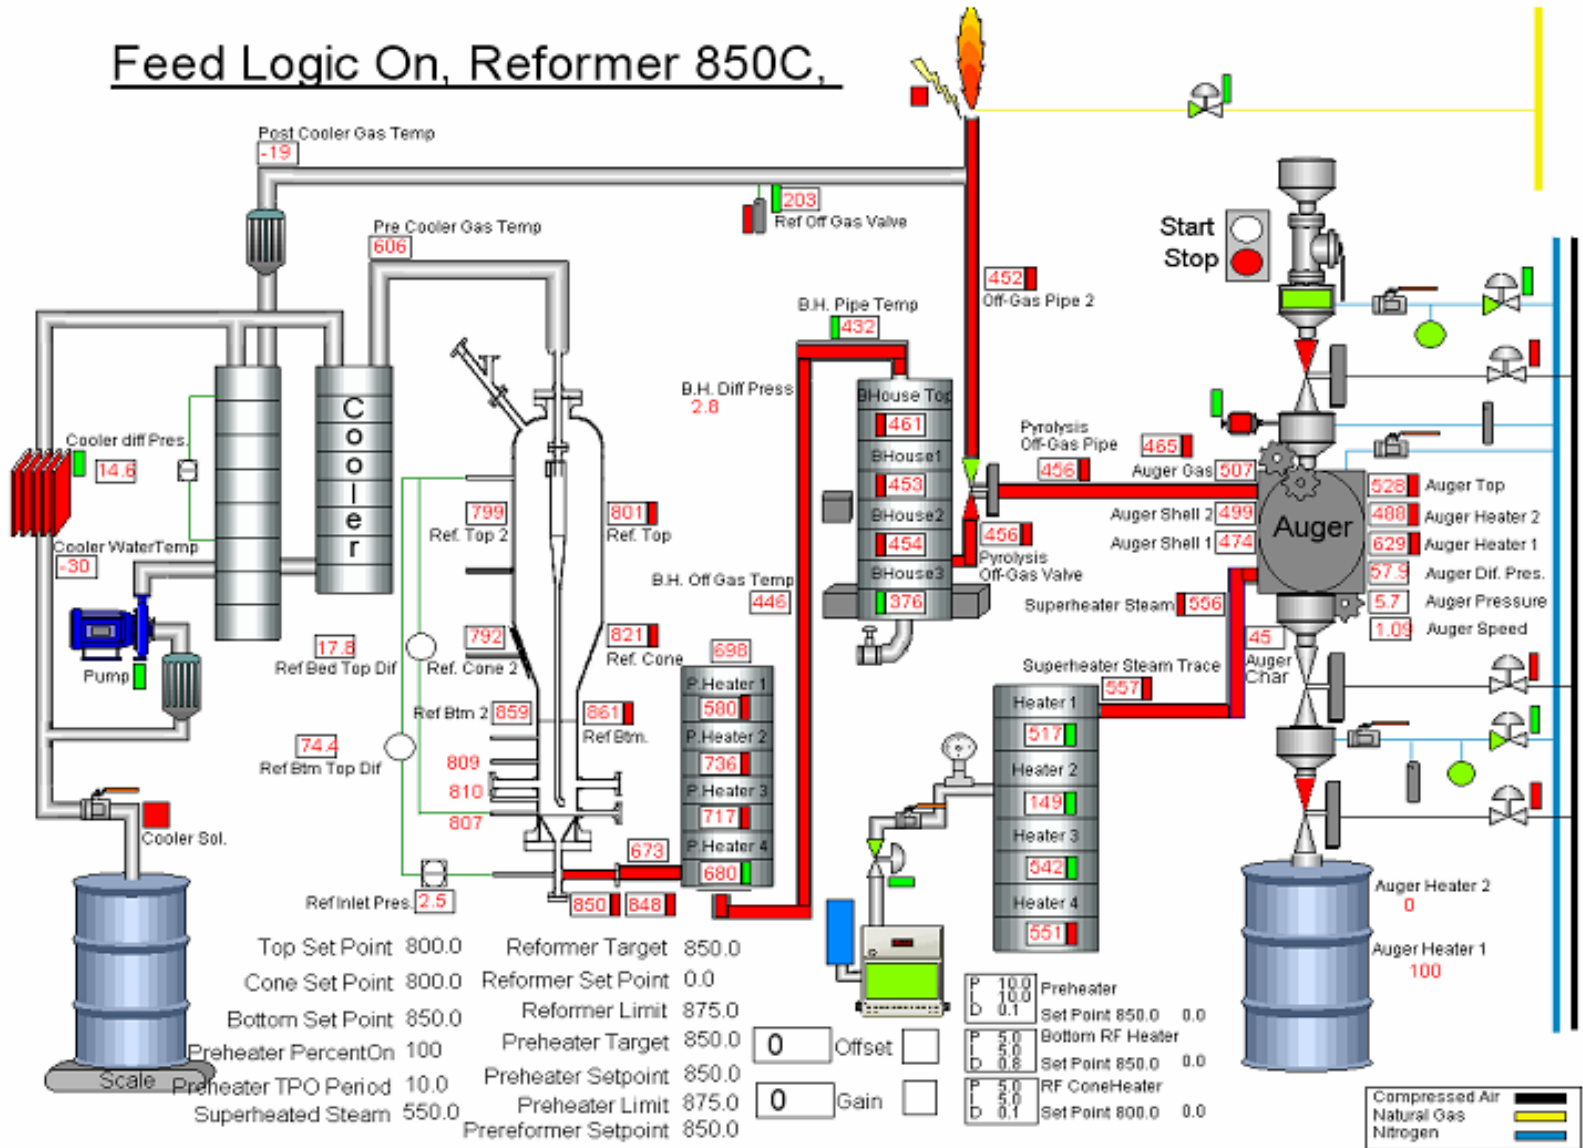 Feed Logic On, Reformer 850C,
Post Cooler Gas Temp
-19
203
Ref Off Gas Valve
Pre Cooler Gas Temp
606
Start
Stop
452
Off-Gas Pipe 2
B.H. Pipe Temp
432
B.H. Diff Press
2.8
BHouse Top
461
BHouse1
453
BHouse2
454
BHouse3
376
Pyrolysis
Off-Gas Pipe
456
465
Auger Gas 507
Auger Shell 2 499
Auger Shell 1 474
Auger
528 Auger Top
488 Auger Heater 2
629 Auger Heater 1
57.9 Auger Dif. Pres.
5.7 Auger Pressure
1.09 Auger Speed
456
Pyrolysis
Off-Gas Valve
Cooler
Cooler diff Pres.
14.6
Cooler WaterTemp
-30
Pump
799
Ref. Top 2
801
Ref. Top
792
Ref. Cone 2
821
Ref. Cone
17.8
Ref Bed Top Dif
B.H. Off Gas Temp
446
Superheater Steam 556
45
Auger
Char
Superheater Steam Trace
557
698
P.Heater 1
580
P.Heater 2
736
P.Heater 3
717
P.Heater 4
680
Ref Btm 2 859
861
Ref Btm.
74.4
Ref Btm Top Dif
809
810
807
Heater 1
517
Heater 2
149
Heater 3
542
Heater 4
551
Cooler Sol.
673
Ref Inlet Pres. 2.5
850 848
Scale
Auger Heater 2
0
Auger Heater 1
100
Top Set Point 800.0
Cone Set Point 800.0
Bottom Set Point 850.0
Preheater PercentOn 100
Preheater TPO Period 10.0
Superheated Steam 550.0
Reformer Target 850.0
Reformer Set Point 0.0
Reformer Limit 875.0
Preheater Target 850.0
Preheater Setpoint 850.0
Preheater Limit 875.0
Prereformer Setpoint 850.0
0 Offset
0 Gain
P 10.0
I 10.0
D 0.1
Preheater
Set Point 850.0 0.0
P 5.0
I 5.0
D 0.8
Bottom RF Heater
Set Point 850.0 0.0
P 5.0
I 5.0
D 0.1
RF ConeHeater
Set Point 800.0 0.0
Compressed Air
Natural Gas
Nitrogen